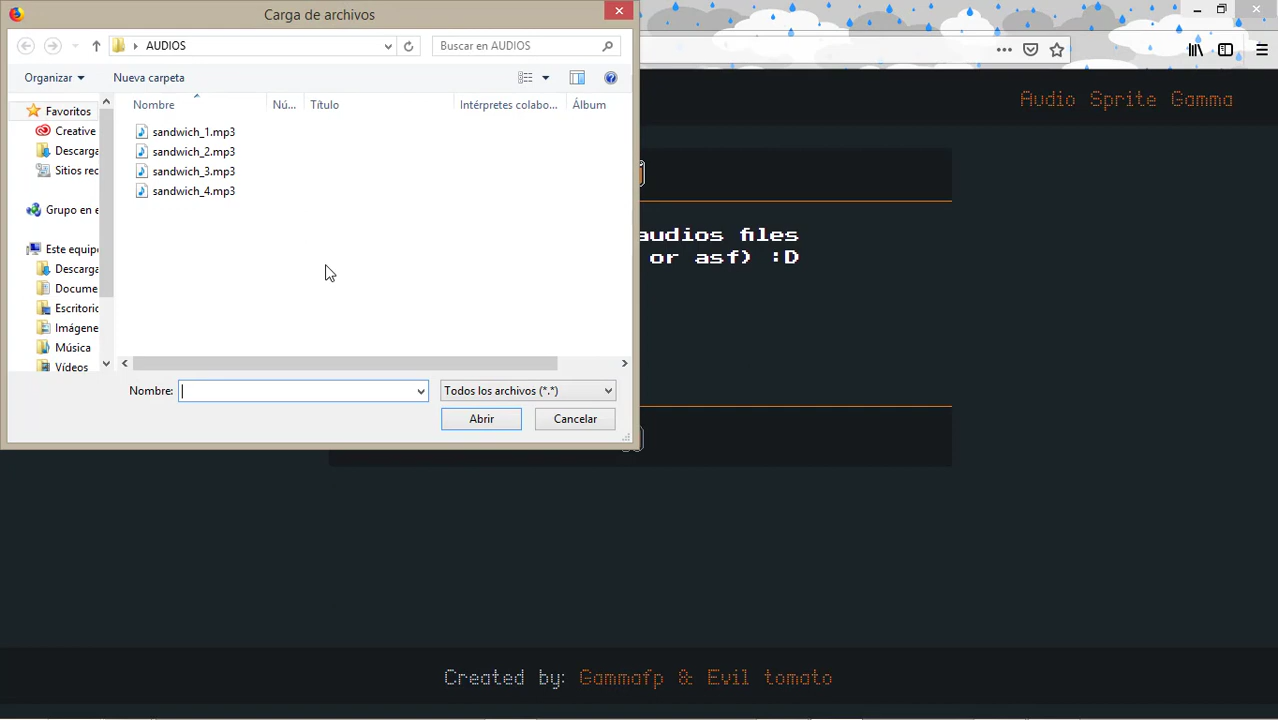 Carga de archivos
AUDIOS
Buscar en AUDIOS
Organizar
Nueva carpeta
Favoritos
Creative
Descarga
Sitios rec
Grupo en e
Este equipo
Descarga
Docume
Escritorio
Imágene
Música
Vídeos
Nombre
Nú...
Título
Intérpretes colabo...
Álbum
sandwich_1.mp3
sandwich_2.mp3
sandwich_3.mp3
sandwich_4.mp3
Nombre:
Todos los archivos (*.*)
Abrir
Cancelar
Audio Sprite Gamma
audios files
or asf) :D
Created by: Gammafp & Evil tomato